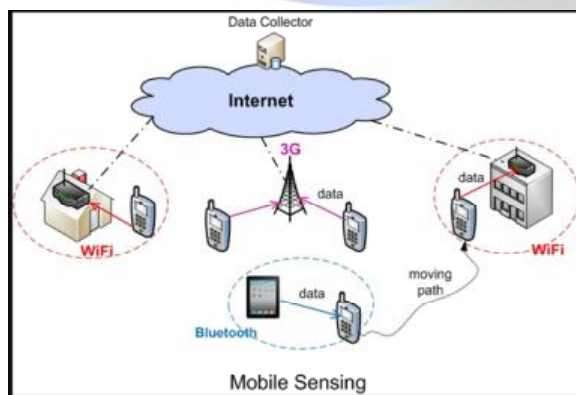 Data Collector
Internet
3G
data
data
WiFi
WiFi
moving
path
data
Bluetooth
Mobile Sensing